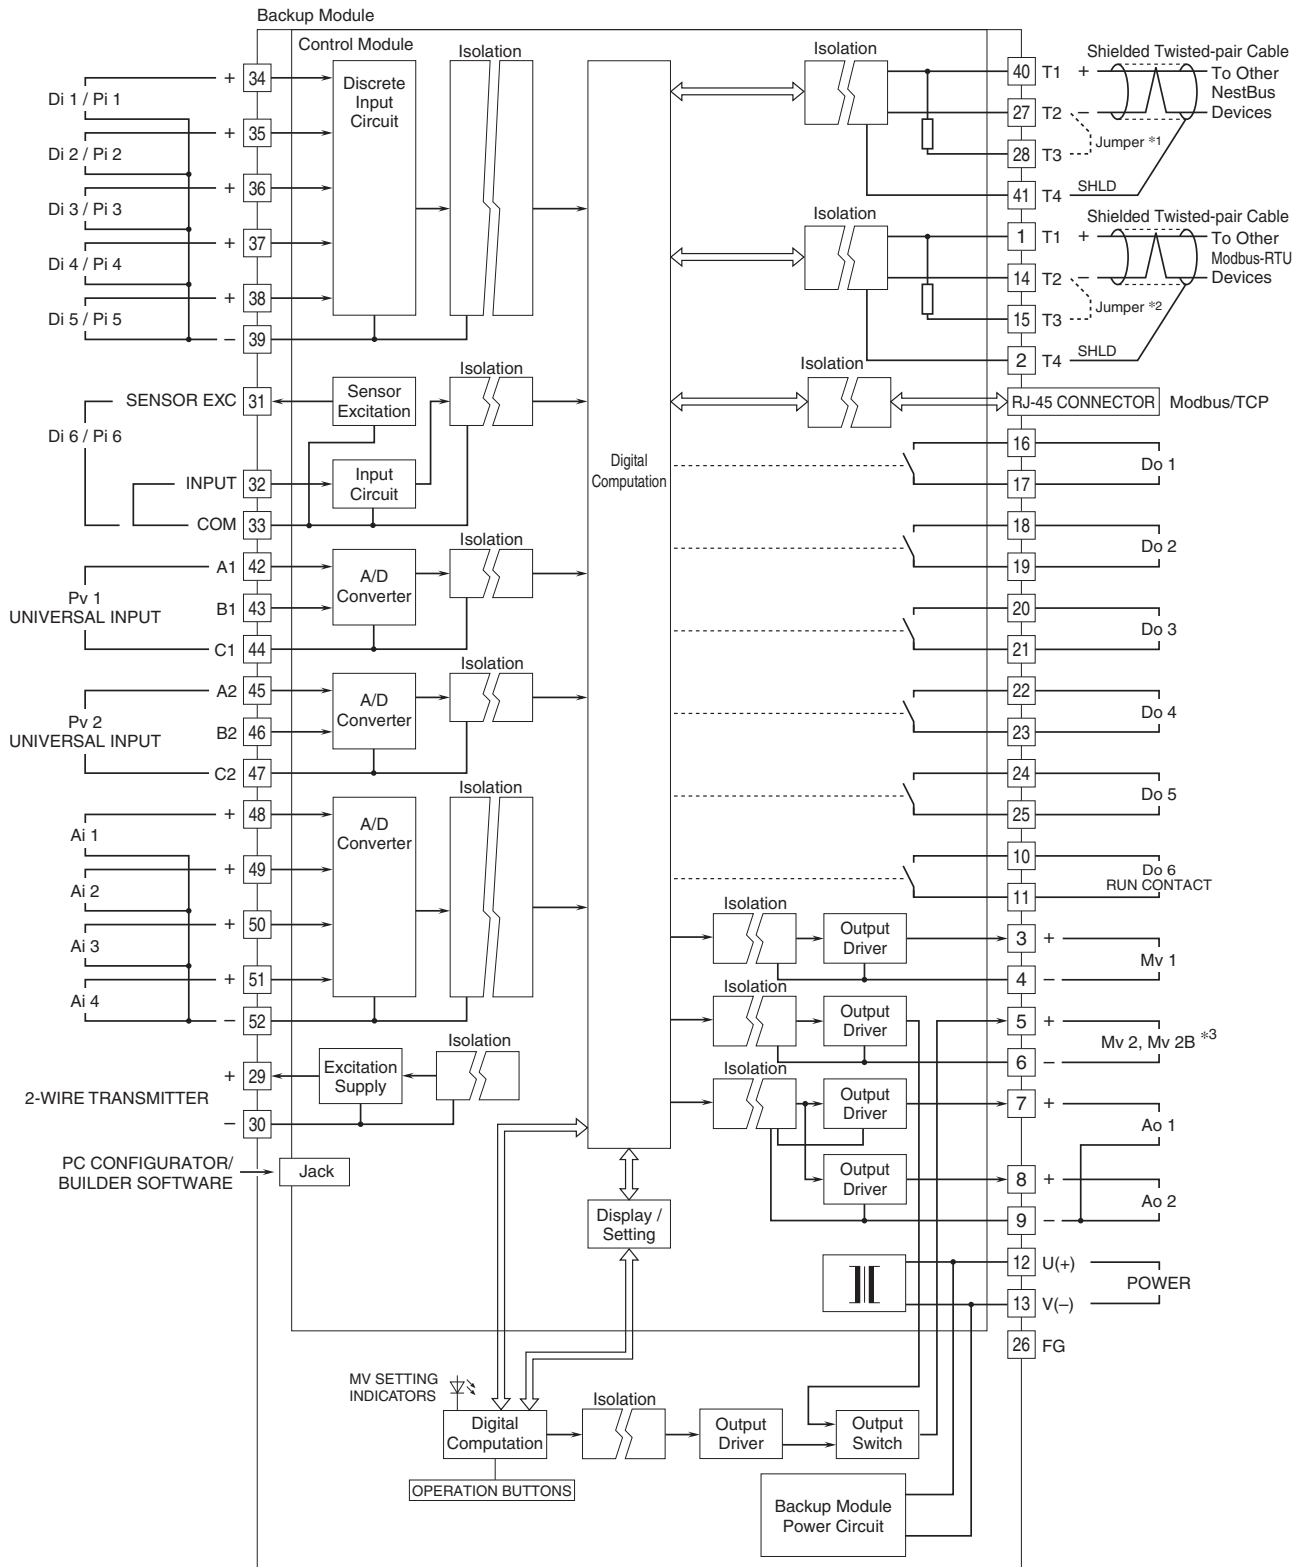 Backup Module
Control Module
Isolation
Isolation
Shielded Twisted-pair Cable
Di 1 / Pi 1
+ 34
Discrete
Input
Circuit
40 T1 +
To Other
NestBus
Devices
Di 2 / Pi 2
+ 35
27 T2 –
Jumper *1
28 T3
Di 3 / Pi 3
+ 36
41 T4 SHLD
Isolation
Shielded Twisted-pair Cable
Di 4 / Pi 4
+ 37
1 T1 +
To Other
Modbus-RTU
Devices
Di 5 / Pi 5
+ 38
14 T2 –
Jumper *2
15 T3
– 39
2 T4 SHLD
Isolation
Isolation
SENSOR EXC 31
Sensor
Excitation
RJ-45 CONNECTOR Modbus/TCP
Di 6 / Pi 6
INPUT 32
Input
Circuit
COM 33
Digital
Computation
16
Do 1
17
Isolation
A1 42
A/D
Converter
Pv 1
UNIVERSAL INPUT
B1 43
C1 44
18
Do 2
19
Isolation
A2 45
A/D
Converter
Pv 2
UNIVERSAL INPUT
B2 46
C2 47
20
Do 3
21
22
Do 4
23
Isolation
+ 48
A/D
Converter
Ai 1
+ 49
Ai 2
+ 50
Ai 3
+ 51
Ai 4
– 52
24
Do 5
25
10
Do 6
RUN CONTACT
11
Isolation
Output
Driver
3 +
Mv 1
4 –
Isolation
Output
Driver
5 +
Mv 2, Mv 2B *3
6 –
Isolation
+ 29
Excitation
Supply
2-WIRE TRANSMITTER
– 30
Isolation
Output
Driver
7 +
Ao 1
PC CONFIGURATOR/
BUILDER SOFTWARE
Jack
Output
Driver
8 +
Ao 2
9 –
Display /
Setting
12 U(+)
POWER
13 V(–)
26 FG
MV SETTING
INDICATORS
Isolation
Digital
Computation
Output
Driver
Output
Switch
OPERATION BUTTONS
Backup Module
Power Circuit